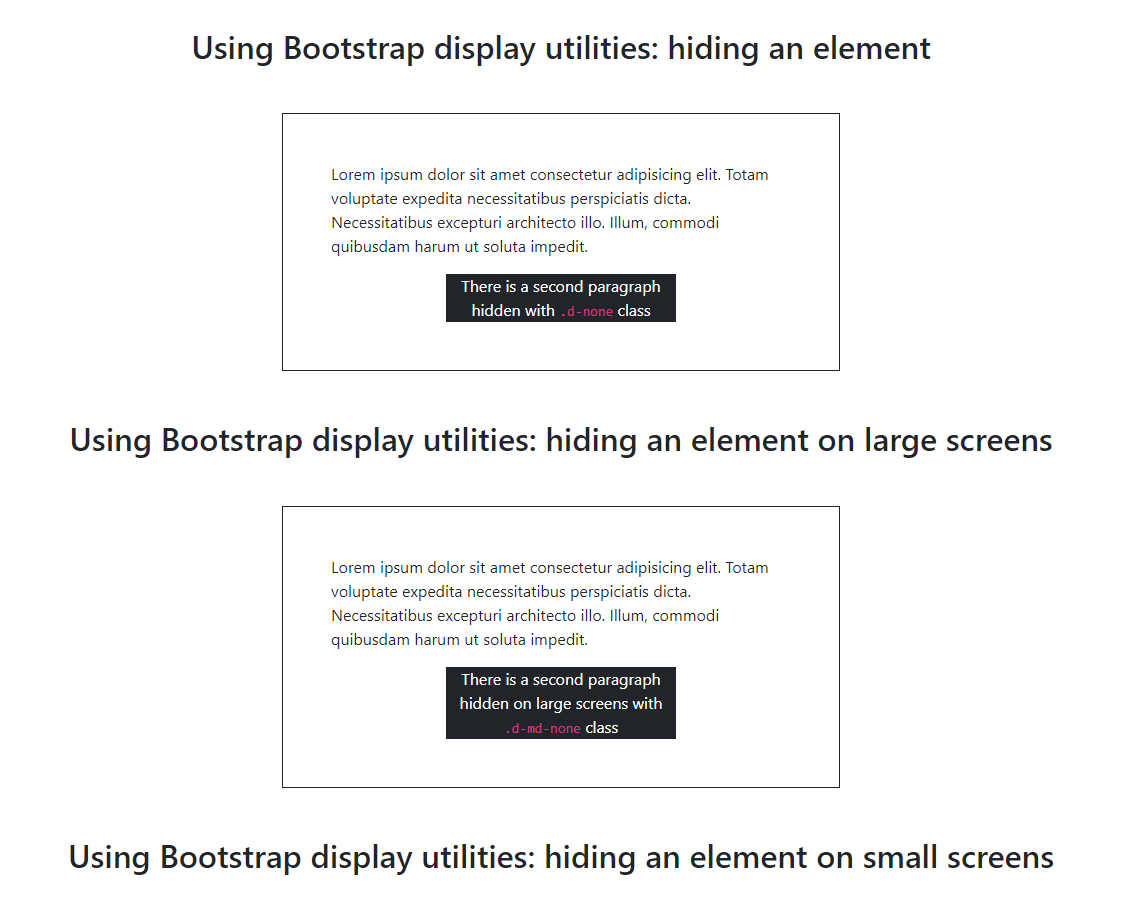 Using Bootstrap display utilities: hiding an element
Lorem ipsum dolor sit amet consectetur adipisicing elit. Totam
voluptate expedita necessitatibus perspiciatis dicta.
Necessitatibus excepturi architecto illo. Illum, commodi
quibusdam harum ut soluta impedit.
There is a second paragraph
hidden with .d-none class
Using Bootstrap display utilities: hiding an element on large screens
Lorem ipsum dolor sit amet consectetur adipisicing elit. Totam
voluptate expedita necessitatibus perspiciatis dicta.
Necessitatibus excepturi architecto illo. Illum, commodi
quibusdam harum ut soluta impedit.
There is a second paragraph
hidden on large screens with
.d-md-none class
Using Bootstrap display utilities: hiding an element on small screens